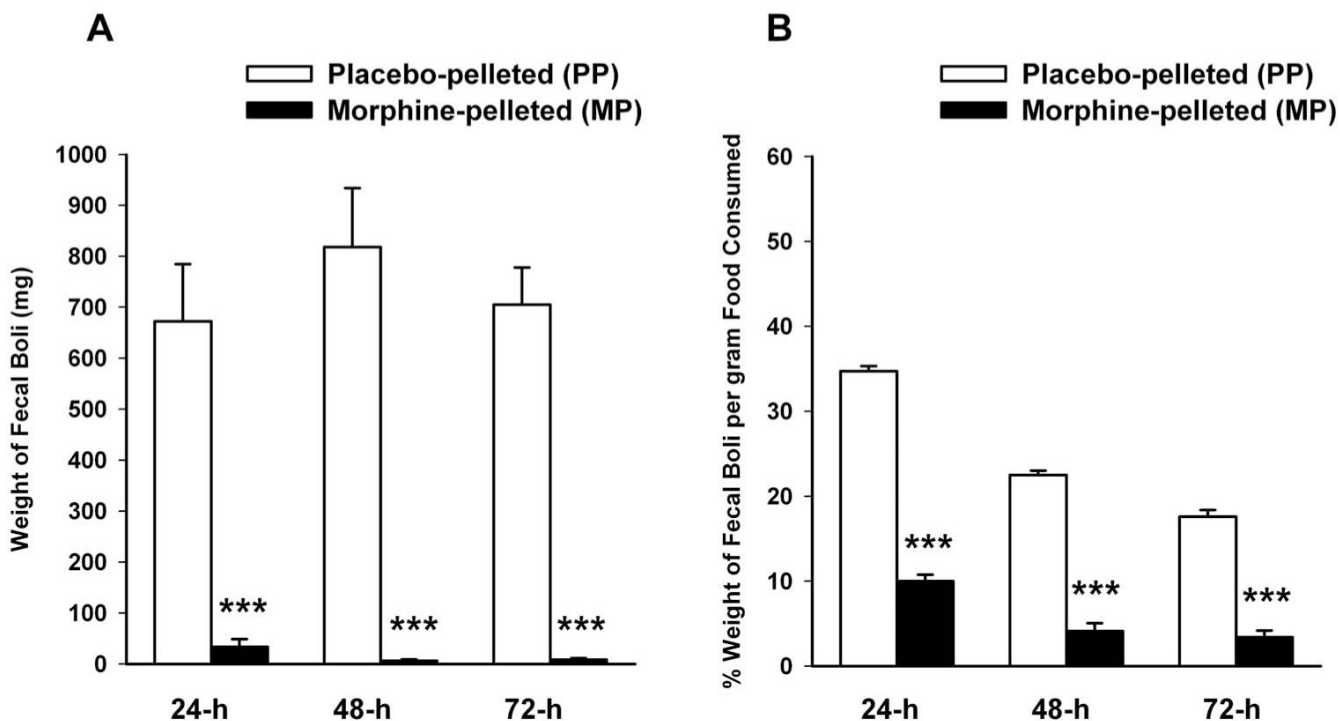 A
Placebo-pelleted (PP)
Morphine-pelleted (MP)
Weight of Fecal Boli (mg)
1000
900
800
700
600
500
400
300
200
100
0
***
***
***
24-h
48-h
72-h
B
Placebo-pelleted (PP)
Morphine-pelleted (MP)
% Weight of Fecal Boli per gram Food Consumed
60
50
40
30
20
10
0
***
***
***
24-h
48-h
72-h